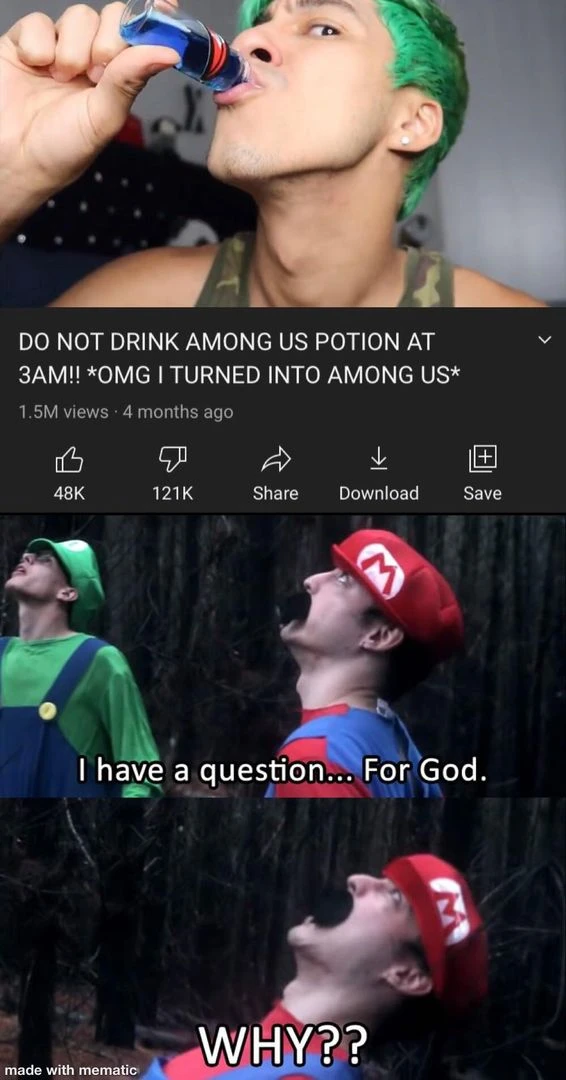 DO NOT DRINK AMONG US POTION AT
3AM!! *OMG I TURNED INTO AMONG US*
1.5M views · 4 months ago
48K
121K
Share
Download
Save
M
I have a question... For God.
M
WHY??
made with mematic